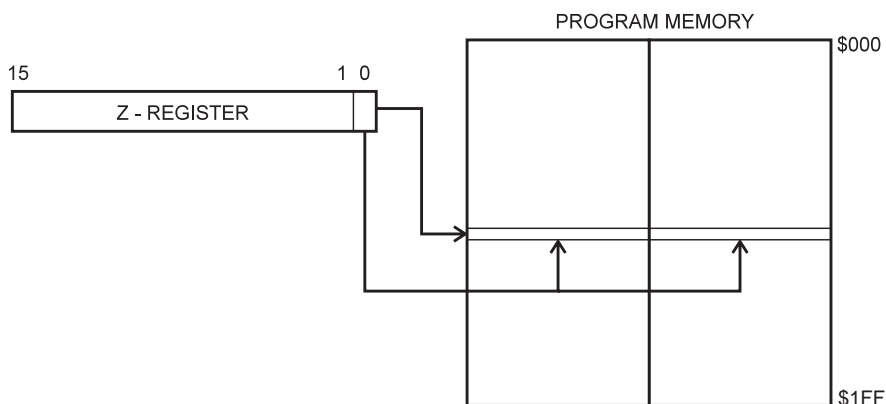 PROGRAM MEMORY
$000
15
1 0
Z - REGISTER
$1FF